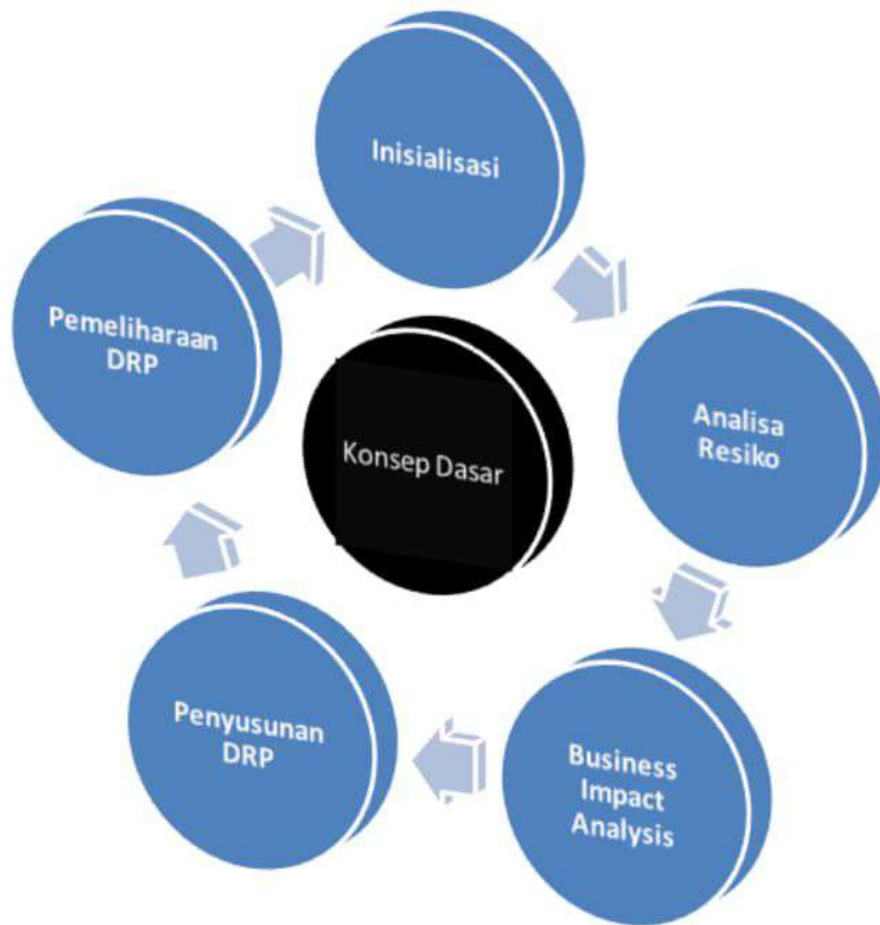 Inisialisasi
Analisa
Resiko
Business
Impact
Analysis
Penyusunan
DRP
Pemeliharaan
DRP
Konsep Dasar